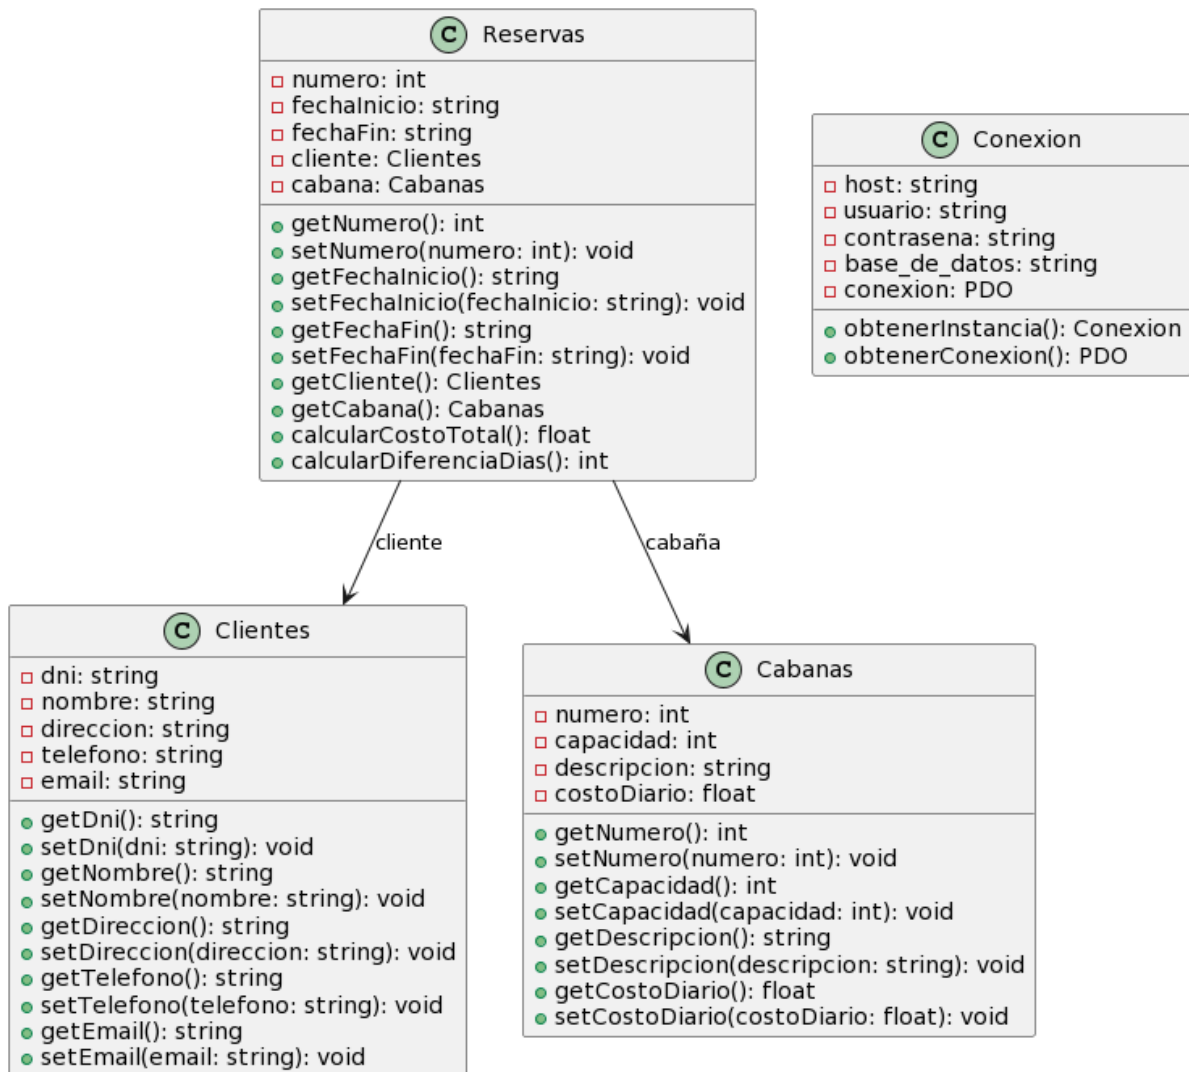 C Reservas
numero: int
fechaInicio: string
fechaFin: string
cliente: Clientes
cabana: Cabanas
getNumero(): int
setNumero(numero: int): void
getFechaInicio(): string
setFechaInicio(fechaInicio: string): void
getFechaFin(): string
setFechaFin(fechaFin: string): void
getCliente(): Clientes
getCabana(): Cabanas
calcularCostoTotal(): float
calcularDiferenciaDias(): int
C Conexion
host: string
usuario: string
contrasena: string
base_de_datos: string
conexion: PDO
obtenerInstancia(): Conexion
obtenerConexion(): PDO
cliente
cabaña
C Clientes
dni: string
nombre: string
direccion: string
telefono: string
email: string
getDni(): string
setDni(dni: string): void
getNombre(): string
setNombre(nombre: string): void
getDireccion(): string
setDireccion(direccion: string): void
getTelefono(): string
setTelefono(telefono: string): void
getEmail(): string
setEmail(email: string): void
C Cabanas
numero: int
capacidad: int
descripcion: string
costoDiario: float
getNumero(): int
setNumero(numero: int): void
getCapacidad(): int
setCapacidad(capacidad: int): void
getDescripcion(): string
setDescripcion(descripcion: string): void
getCostoDiario(): float
setCostoDiario(costoDiario: float): void